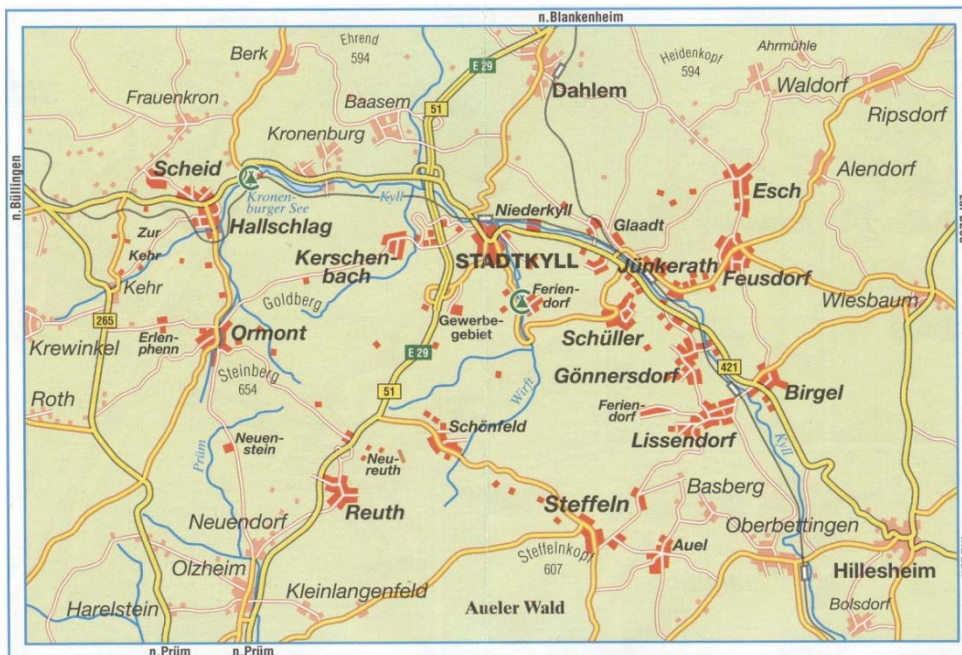 n.Blankenheim
Berk
Ehrend
594
E 29
Dahlem
Heidenkopf
594
Ahrmühle
Waldorf
Ripsdorf
Frauenkron
Baasem
51
Kronenburg
Alendorf
n.Büllingen
Scheid
Kronen-
burger See
Kyll
Esch
Hallschlag
Niederkyll
Glaadt
Zur
Kehr
Kerschen-
bach
STADTKYLL
Jünkerath
Feusdorf
Kehr
Goldberg
Ferien-
dorf
Wiesbaum
265
Gewerbe-
gebiet
Krewinkel
Erlen-
phenn
Ormont
Schüller
E 29
Steinberg
654
Gönnersdorf
421
Birgel
51
Wirft
Roth
Ferien-
dorf
Lissendorf
Schönfeld
Prüm
Neuen-
stein
Neu-
reuth
Kyll
Reuth
Steffeln
Basberg
Neuendorf
Oberbettingen
Steffelnkopf
607
Auel
Hillesheim
Olzheim
Kleinlangenfeld
Aueler Wald
Harelstein
Bolsdorf
n.Prüm
n.Prüm